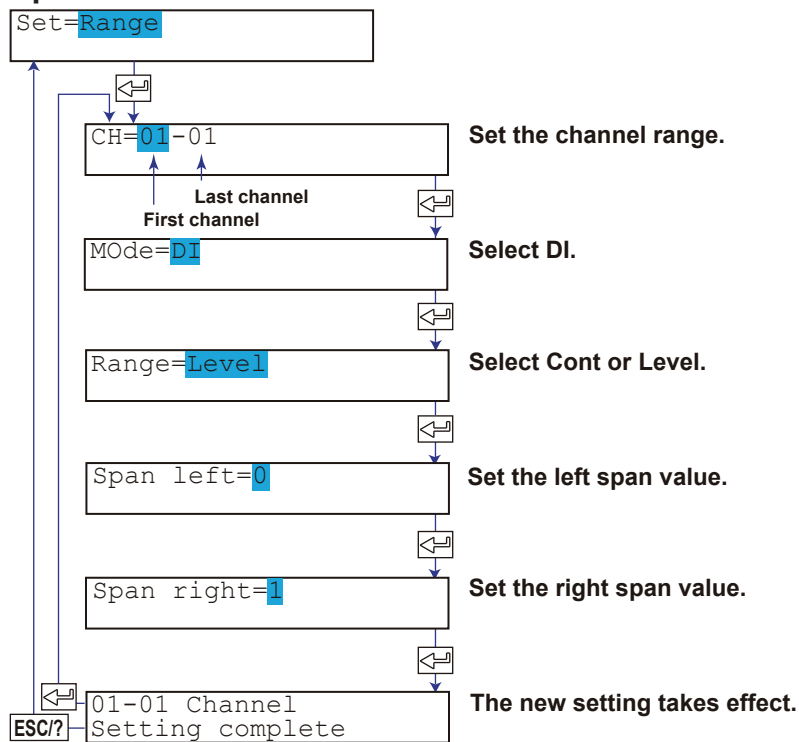 Set=Range
CH=01-01
Set the channel range.
Last channel
First channel
MOde=DI
Select DI.
Range=Level
Select Cont or Level.
Span left=0
Set the left span value.
Span right=1
Set the right span value.
01-01 Channel
Setting complete
The new setting takes effect.
ESC/?